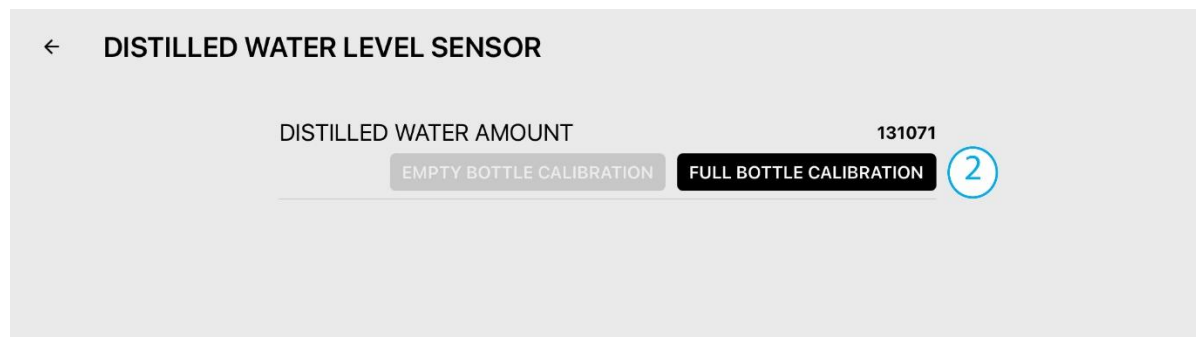 ← DISTILLED WATER LEVEL SENSOR
DISTILLED WATER AMOUNT 131071
EMPTY BOTTLE CALIBRATION FULL BOTTLE CALIBRATION 2